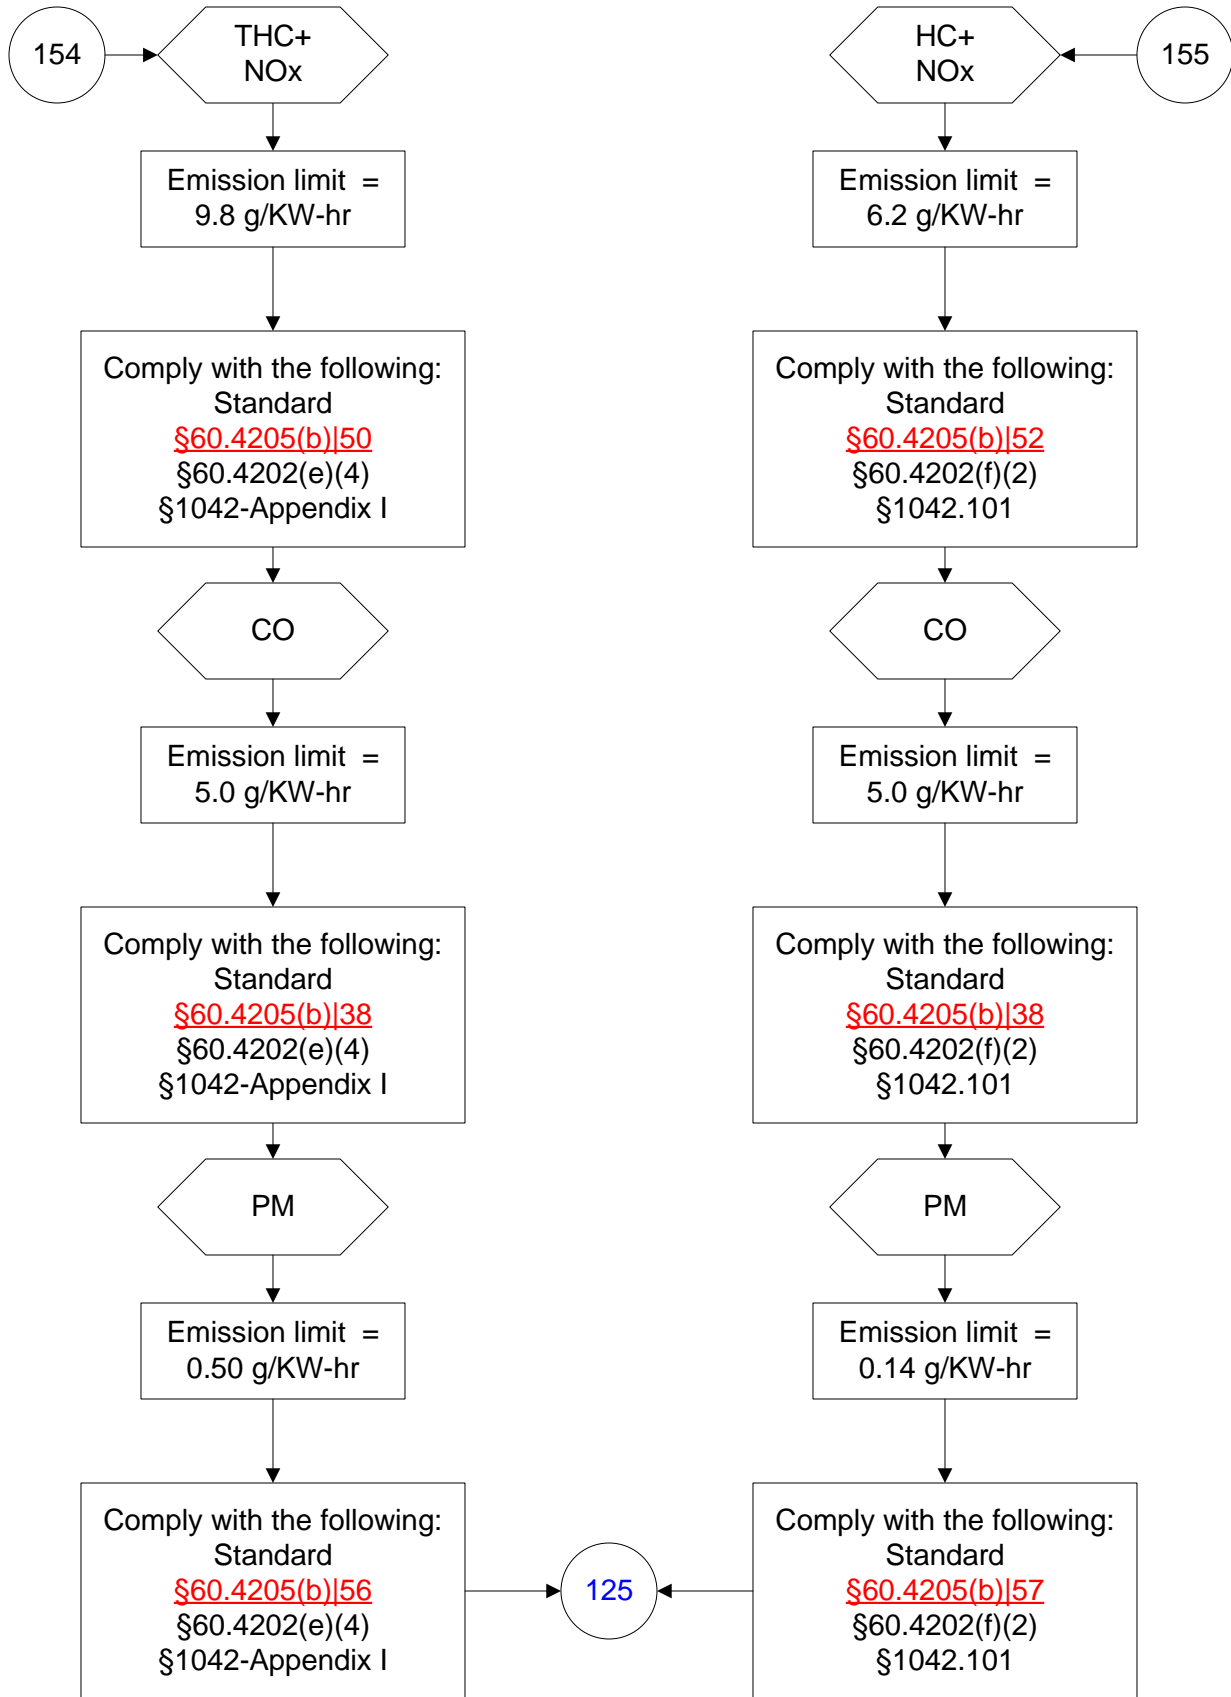 154
THC+
NOx
Emission limit =
9.8 g/KW-hr
Comply with the following:
Standard
§60.4205(b)|50
§60.4202(e)(4)
§1042-Appendix I
CO
Emission limit =
5.0 g/KW-hr
Comply with the following:
Standard
§60.4205(b)|38
§60.4202(e)(4)
§1042-Appendix I
PM
Emission limit =
0.50 g/KW-hr
Comply with the following:
Standard
§60.4205(b)|56
§60.4202(e)(4)
§1042-Appendix I
HC+
NOx
155
Emission limit =
6.2 g/KW-hr
Comply with the following:
Standard
§60.4205(b)|52
§60.4202(f)(2)
§1042.101
CO
Emission limit =
5.0 g/KW-hr
Comply with the following:
Standard
§60.4205(b)|38
§60.4202(f)(2)
§1042.101
PM
Emission limit =
0.14 g/KW-hr
Comply with the following:
Standard
§60.4205(b)|57
§60.4202(f)(2)
§1042.101
125